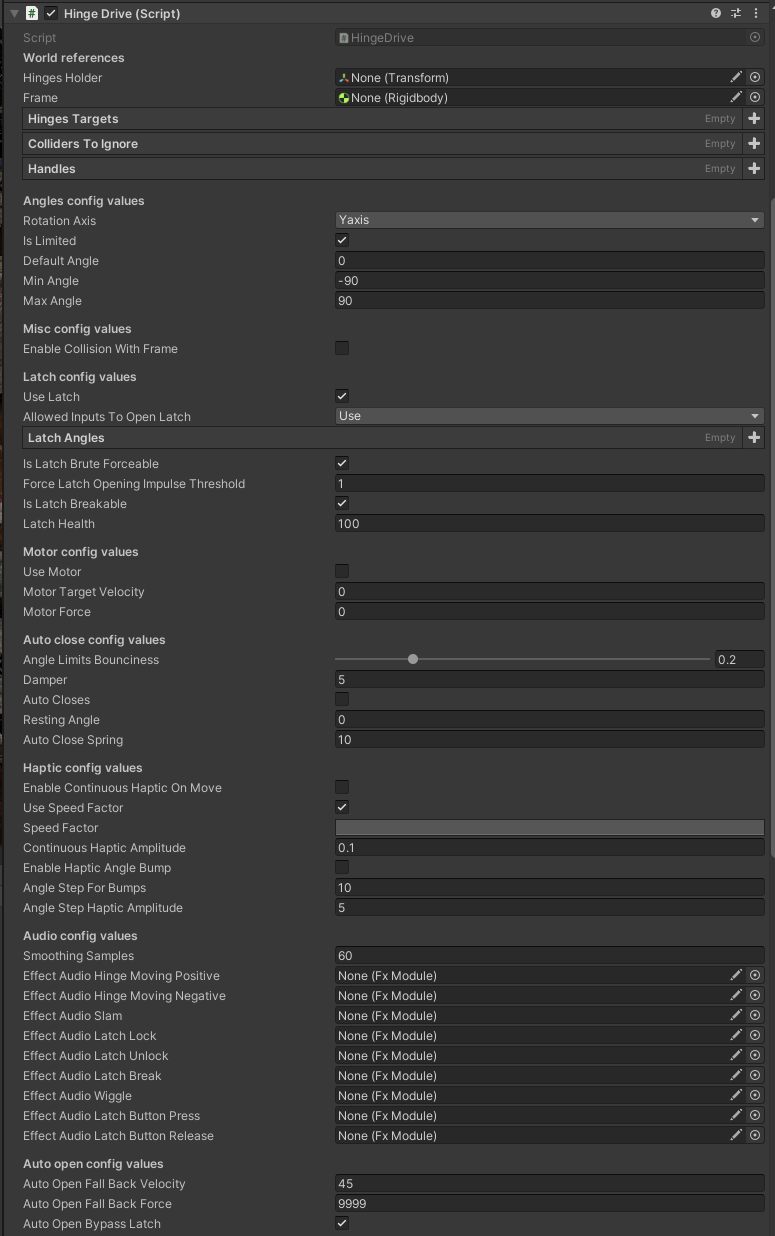 Hinge Drive (Script)
Script HingeDrive
World references
Hinges Holder None (Transform)
Frame None (Rigidbody)
Hinges Targets Empty
Colliders To Ignore Empty
Handles Empty
Angles config values
Rotation Axis Yaxis
Is Limited
Default Angle 0
Min Angle -90
Max Angle 90
Misc config values
Enable Collision With Frame
Latch config values
Use Latch
Allowed Inputs To Open Latch Use
Latch Angles Empty
Is Latch Brute Forceable
Force Latch Opening Impulse Threshold 1
Is Latch Breakable
Latch Health 100
Motor config values
Use Motor
Motor Target Velocity 0
Motor Force 0
Auto close config values
Angle Limits Bounciness 0.2
Damper 5
Auto Closes
Resting Angle 0
Auto Close Spring 10
Haptic config values
Enable Continuous Haptic On Move
Use Speed Factor
Speed Factor
Continuous Haptic Amplitude 0.1
Enable Haptic Angle Bump
Angle Step For Bumps 10
Angle Step Haptic Amplitude 5
Audio config values
Smoothing Samples 60
Effect Audio Hinge Moving Positive None (Fx Module)
Effect Audio Hinge Moving Negative None (Fx Module)
Effect Audio Slam None (Fx Module)
Effect Audio Latch Lock None (Fx Module)
Effect Audio Latch Unlock None (Fx Module)
Effect Audio Latch Break None (Fx Module)
Effect Audio Wiggle None (Fx Module)
Effect Audio Latch Button Press None (Fx Module)
Effect Audio Latch Button Release None (Fx Module)
Auto open config values
Auto Open Fall Back Velocity 45
Auto Open Fall Back Force 9999
Auto Open Bypass Latch